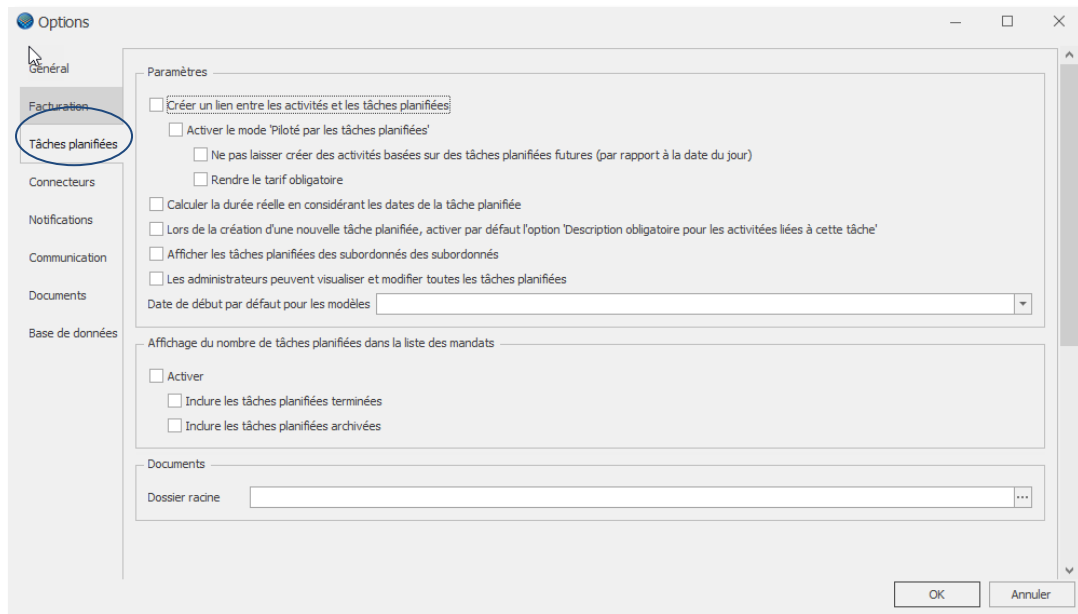 Options
Général
Facturation
Tâches planifiées
Connecteurs
Notifications
Communication
Documents
Base de données
Paramètres
Créer un lien entre les activités et les tâches planifiées
Activer le mode 'Piloté par les tâches planifiées'
Ne pas laisser créer des activités basées sur des tâches planifiées futures (par rapport à la date du jour)
Rendre le tarif obligatoire
Calculer la durée réelle en considérant les dates de la tâche planifiée
Lors de la création d'une nouvelle tâche planifiée, activer par défaut l'option 'Description obligatoire pour les activitées liées à cette tâche'
Afficher les tâches planifiées des subordonnés des subordonnés
Les administrateurs peuvent visualiser et modifier toutes les tâches planifiées
Date de début par défaut pour les modèles
Affichage du nombre de tâches planifiées dans la liste des mandats
Activer
Inclure les tâches planifiées terminées
Inclure les tâches planifiées archivées
Documents
Dossier racine
OK
Annuler